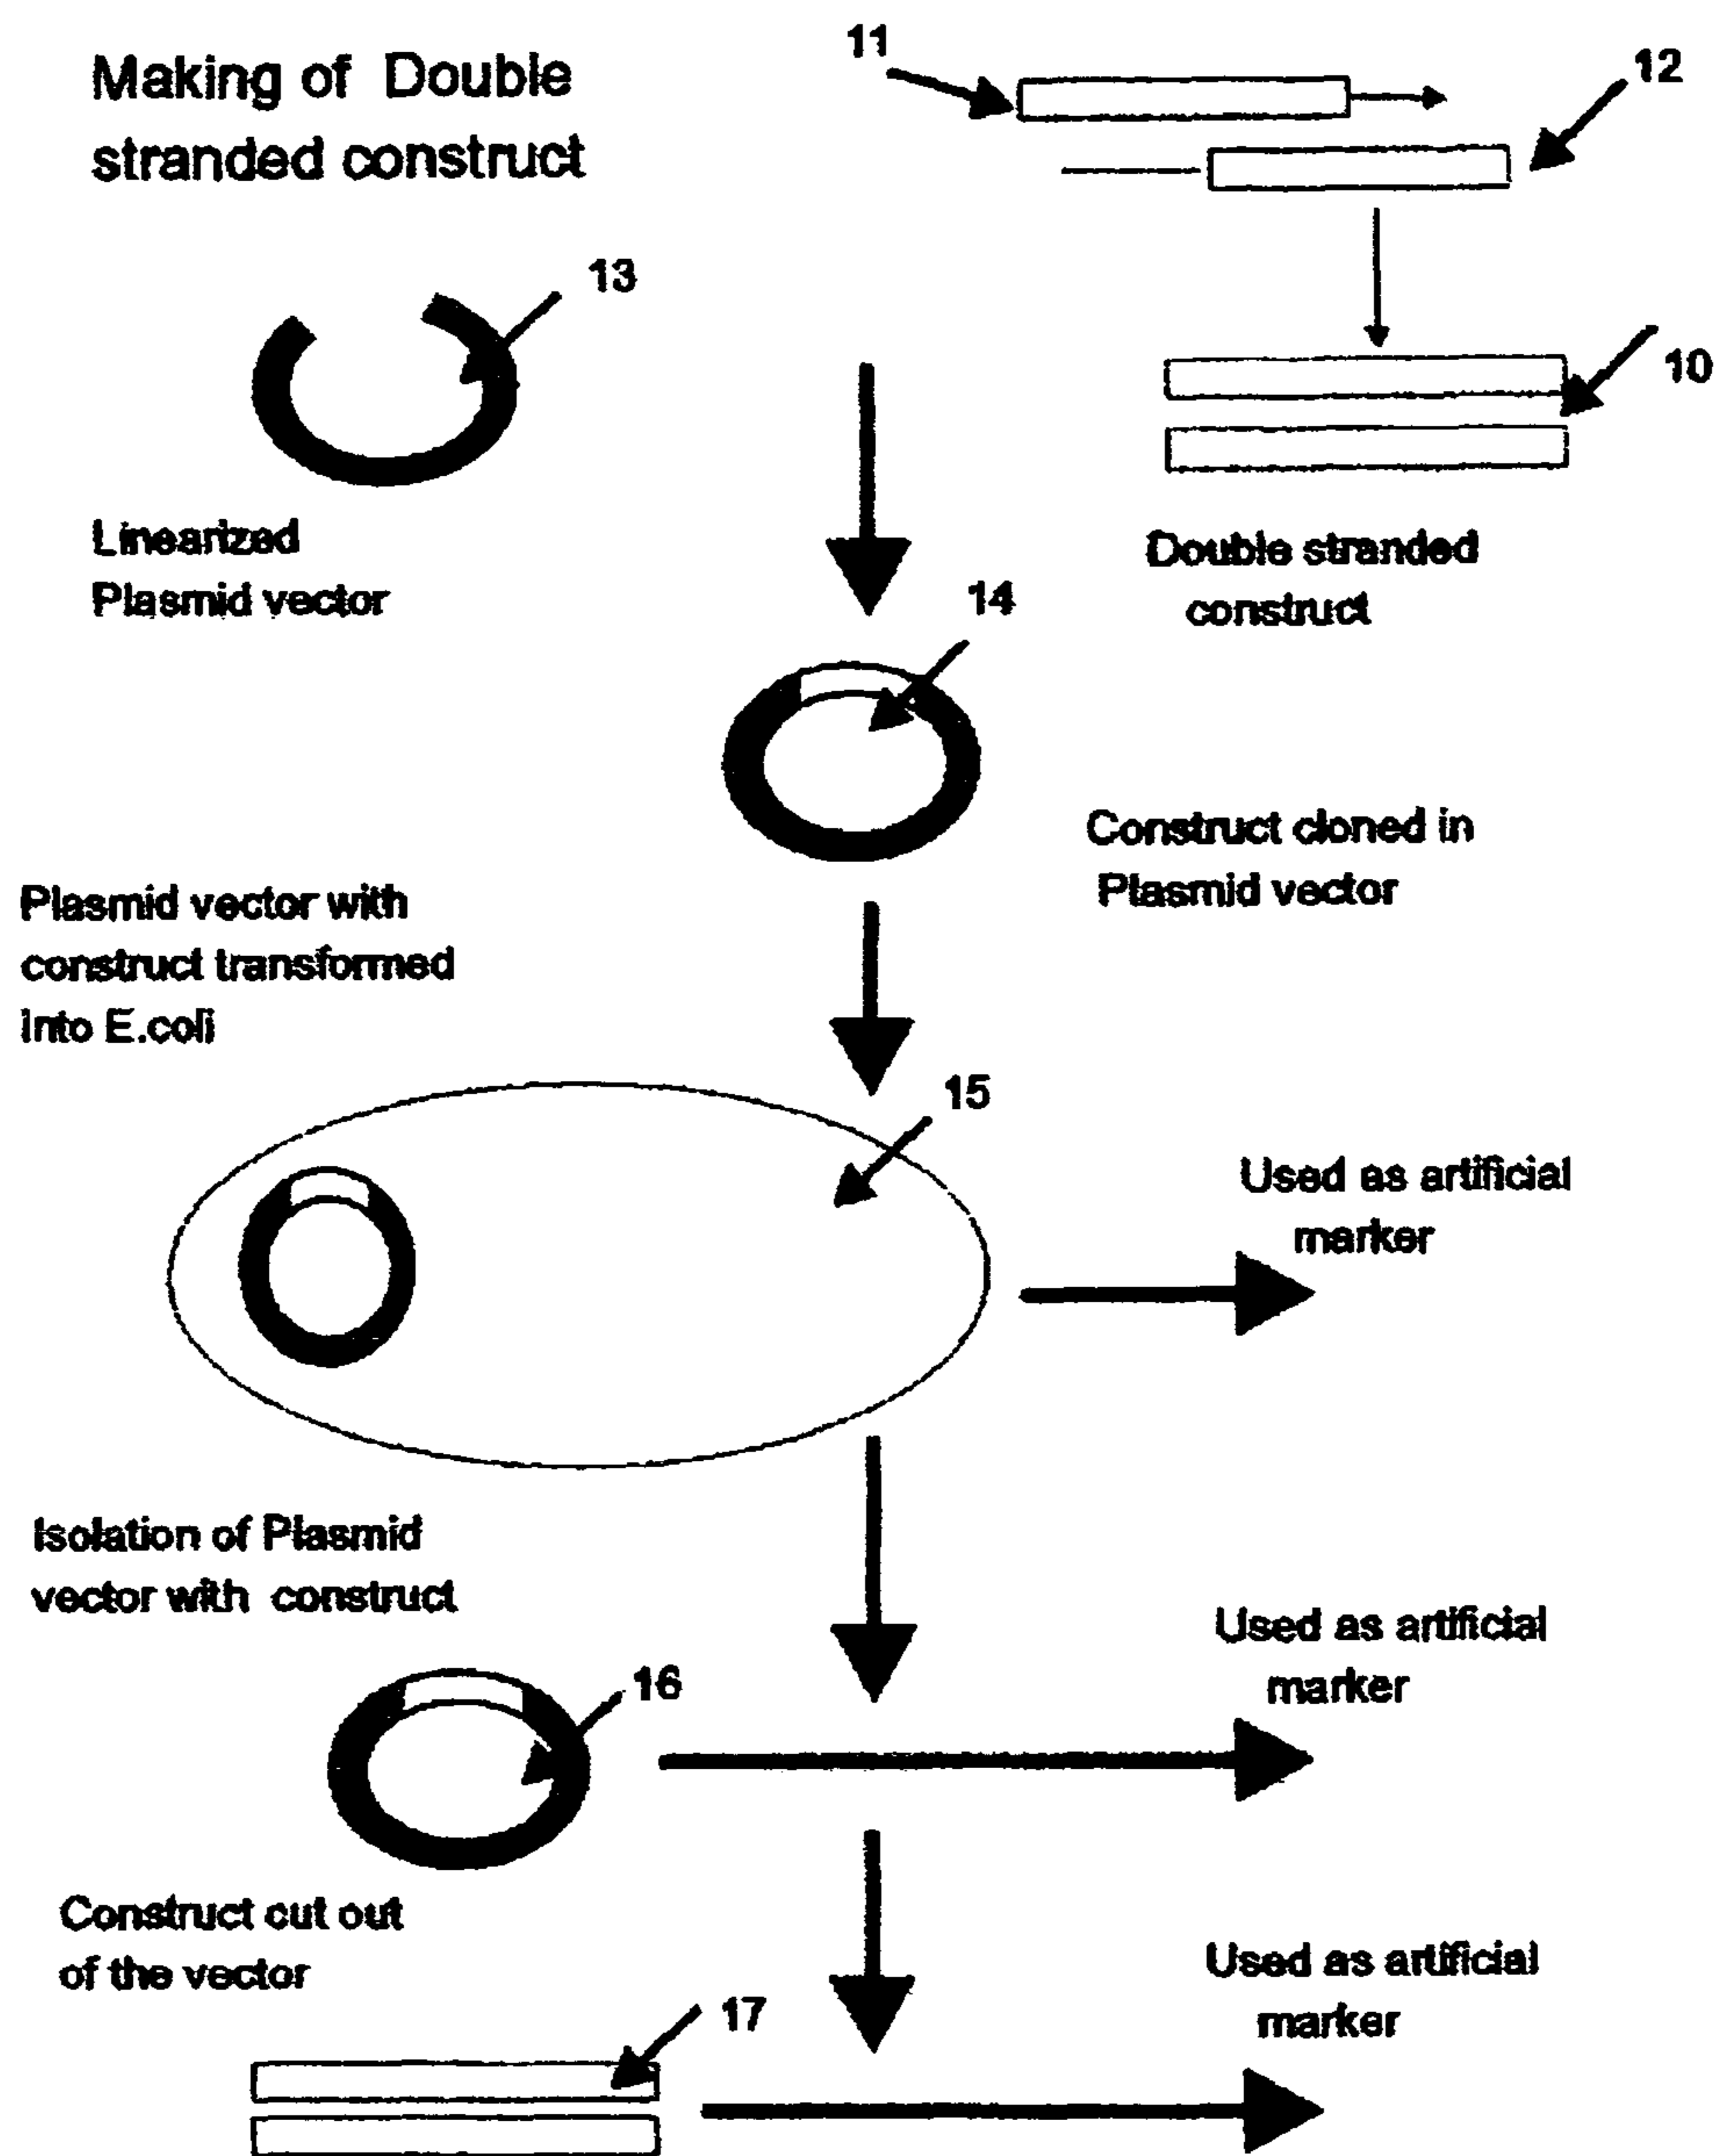 Making of Double
stranded construct
11
12
13
10
Linearized
Plasmid vector
Double stranded
construct
14
Construct cloned in
Plasmid vector
Plasmid vector with
construct transformed
into E.coli
15
Used as artificial
marker
Isolation of Plasmid
vector with construct
Used as artificial
marker
16
Construct cut out
of the vector
Used as artificial
marker
17